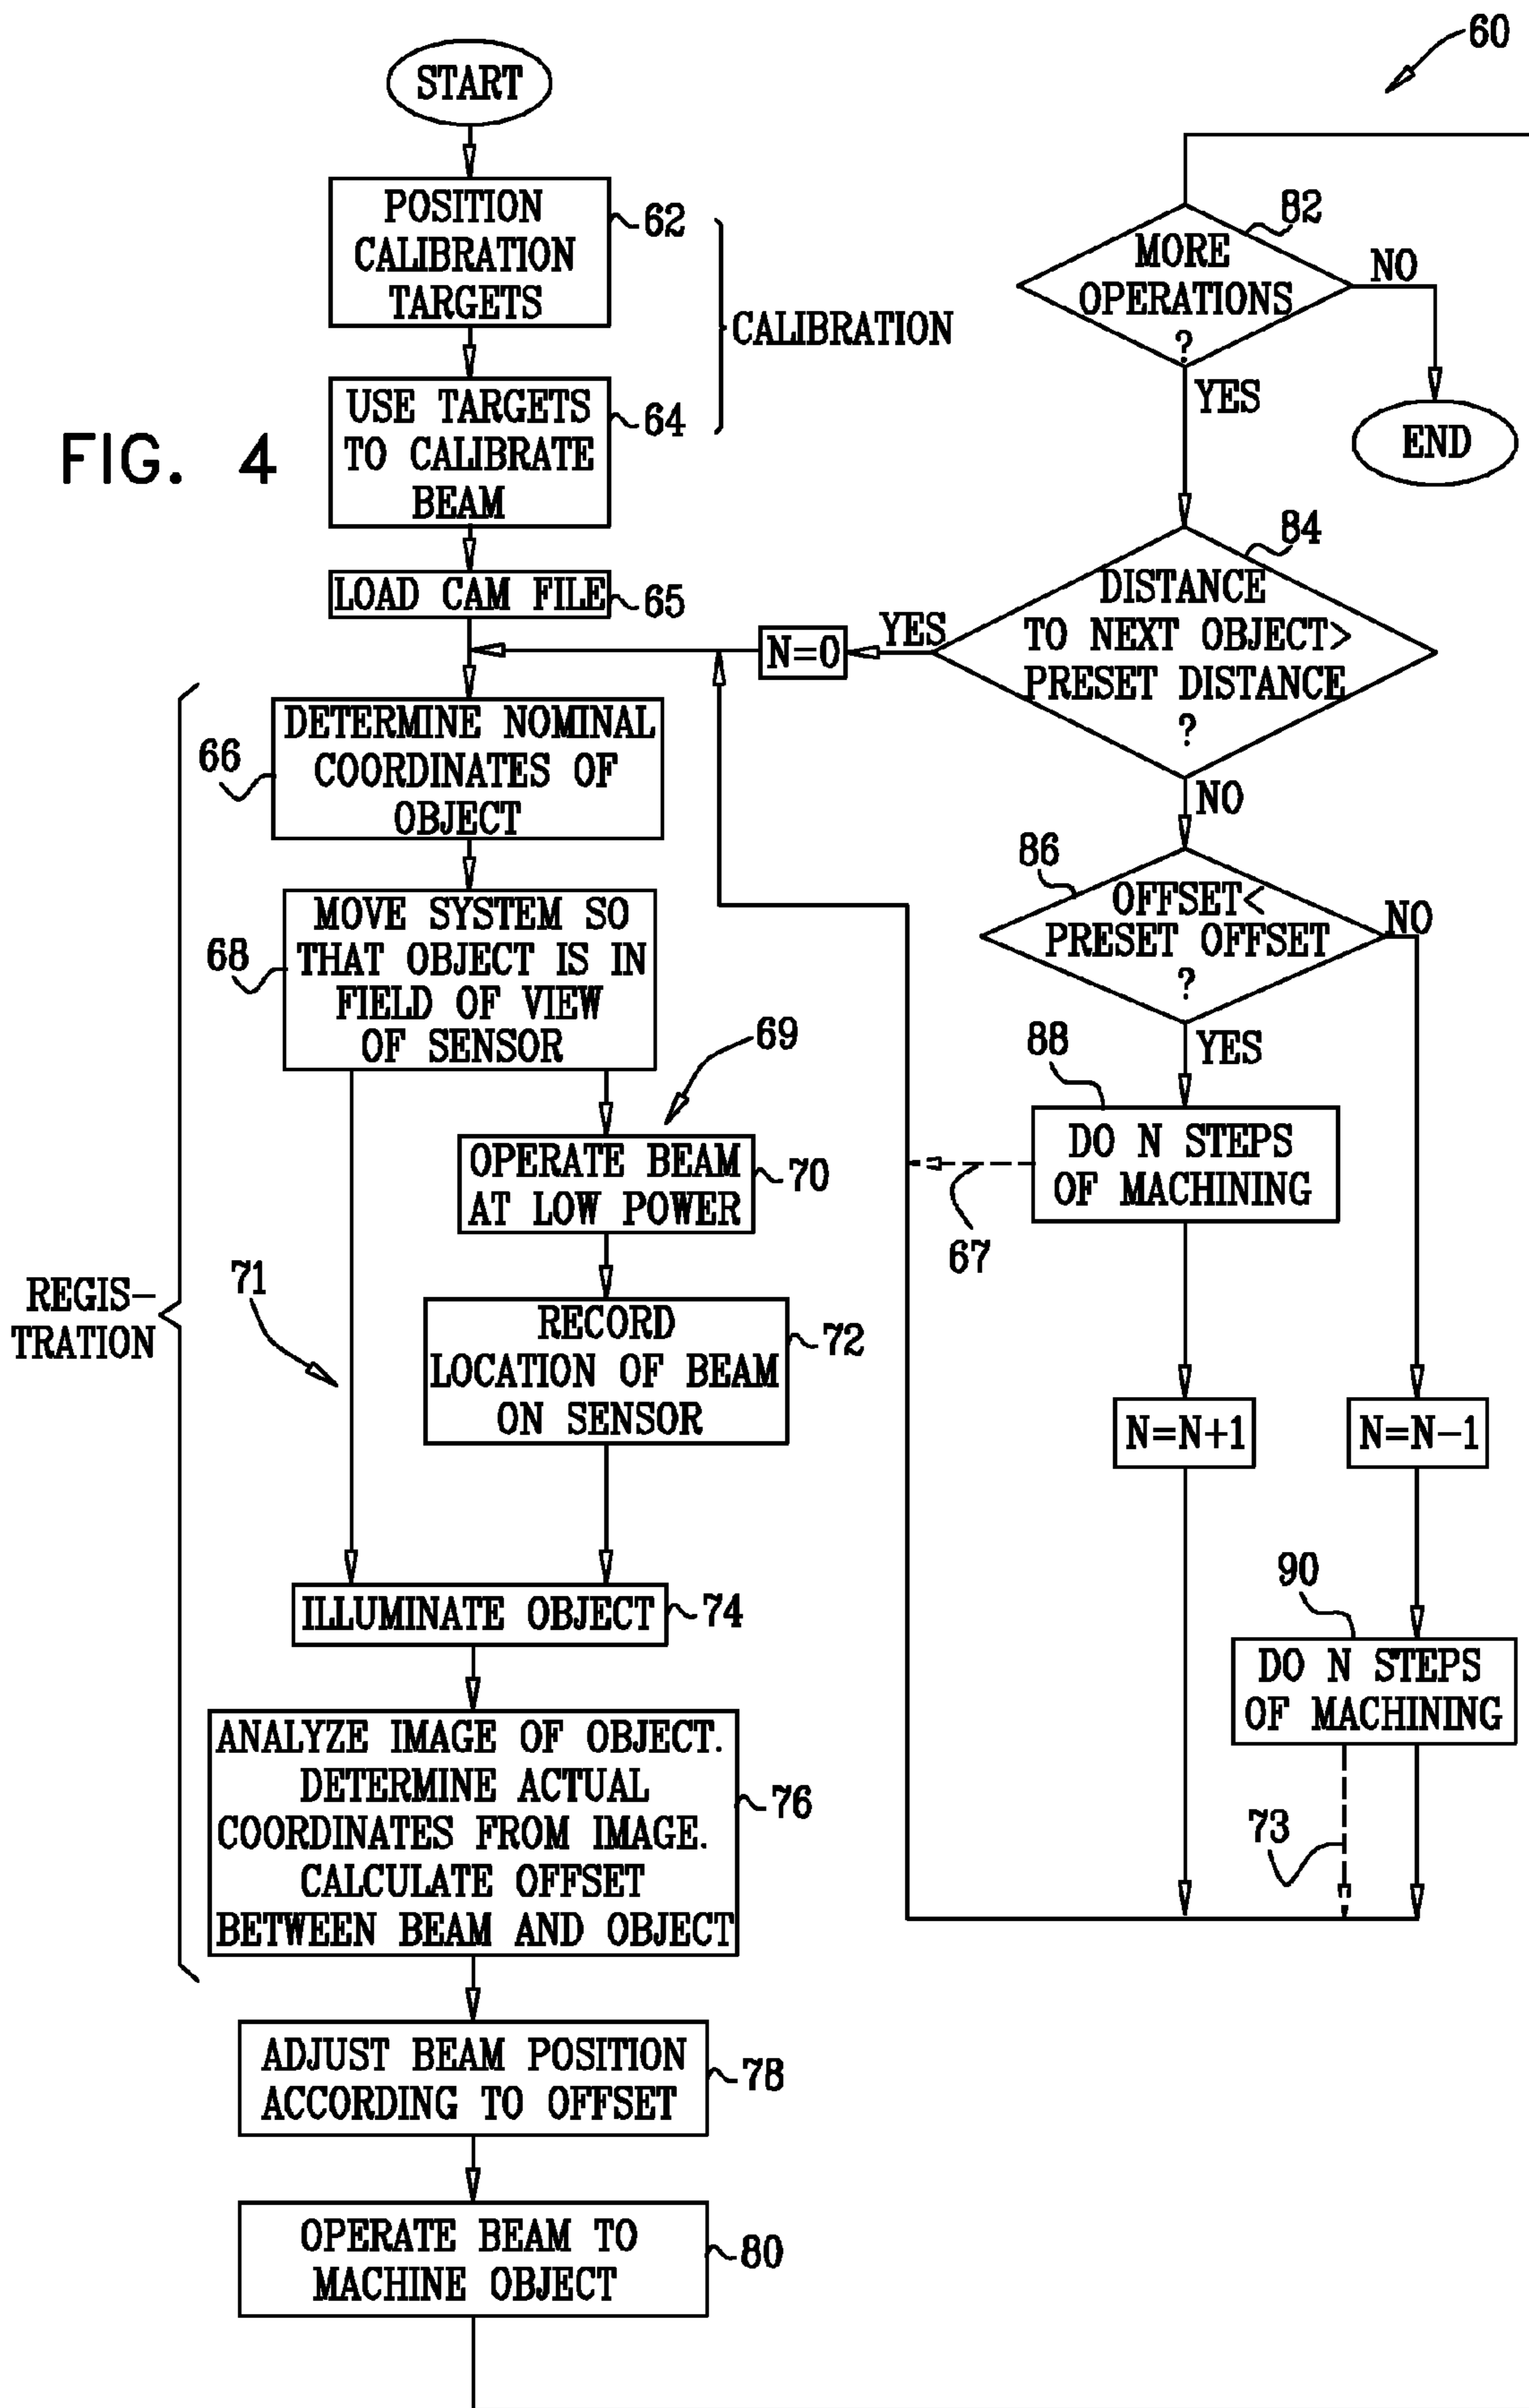 60
START
POSITION
CALIBRATION
TARGETS
62
CALIBRATION
USE TARGETS
TO CALIBRATE
BEAM
64
FIG. 4
LOAD CAM FILE
65
DETERMINE NOMINAL
COORDINATES OF
OBJECT
66
MOVE SYSTEM SO
THAT OBJECT IS IN
FIELD OF VIEW
OF SENSOR
68
69
OPERATE BEAM
AT LOW POWER
70
71
REGIS-
TRATION
RECORD
LOCATION OF BEAM
ON SENSOR
72
ILLUMINATE OBJECT
74
ANALYZE IMAGE OF OBJECT.
DETERMINE ACTUAL
COORDINATES FROM IMAGE.
CALCULATE OFFSET
BETWEEN BEAM AND OBJECT
76
ADJUST BEAM POSITION
ACCORDING TO OFFSET
78
OPERATE BEAM TO
MACHINE OBJECT
80
MORE
OPERATIONS
?
82
NO
YES
END
84
DISTANCE
TO NEXT OBJECT>
PRESET DISTANCE
?
YES
N=0
NO
86
OFFSET<
PRESET OFFSET
?
NO
YES
88
DO N STEPS
OF MACHINING
67
N=N+1
N=N-1
90
DO N STEPS
OF MACHINING
73